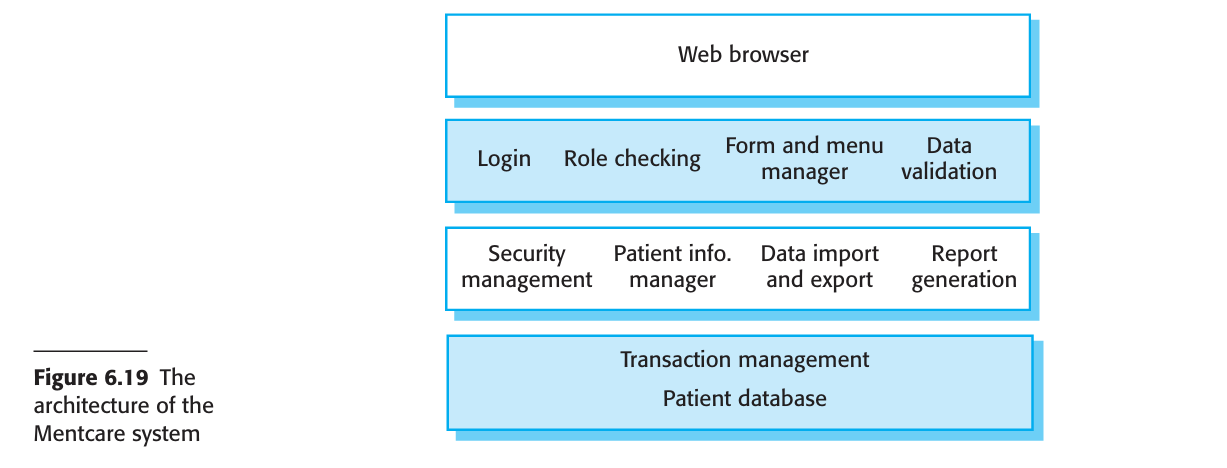 Web browser
Login
Role checking
Form and menu
manager
Data
validation
Security
management
Patient info.
manager
Data import
and export
Report
generation
Transaction management
Patient database
Figure 6.19 The
architecture of the
Mentcare system